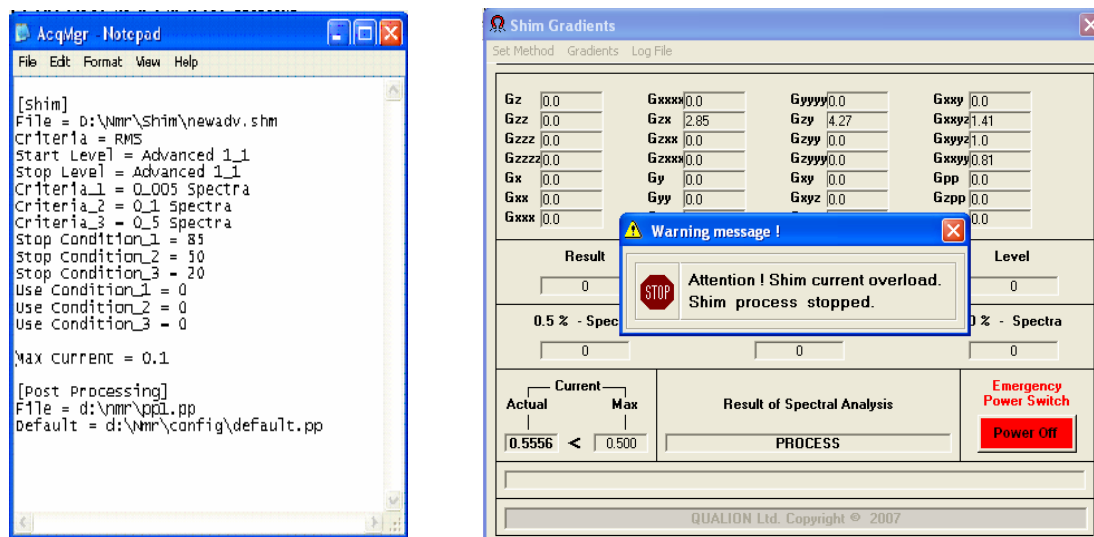 AcqMgr - Notepad
File Edit Format View Help
[Shim]
File = D:\Nmr\Shim\newadv.shm
Criteria = RMS
Start Level = Advanced 1_1
Stop Level = Advanced 1_1
Criteria_1 = 0_005 Spectra
Criteria_2 = 0_1 Spectra
Criteria_3 = 0_5 Spectra
Stop Condition_1 = 85
Stop Condition_2 = 50
Stop Condition_3 = 20
Use Condition_1 = 0
Use Condition_2 = 0
Use Condition_3 = 0
Max Current = 0.1
[Post Processing]
File = d:\nmr\pp1.pp
Default = d:\Nmr\config\default.pp
Shim Gradients
Set Method Gradients Log File
Gz 0.0 Gxxxx 0.0 Gyyyy 0.0 Gxxy 0.0
Gzz 0.0 Gzx 2.85 Gzy 4.27 Gxxyz 1.41
Gzzz 0.0 Gzxx 0.0 Gzyy 0.0 Gxyyz 1.0
Gzzzz 0.0 Gzxxx 0.0 Gzyyy 0.0 Gxxyy 0.81
Gx 0.0 Gy 0.0 Gxy 0.0 Gpp 0.0
Gxx 0.0 Gyy 0.0 Gxyz 0.0 Gzpp 0.0
Gxxx 0.0 0.0
Warning message !
STOP
Attention ! Shim current overload.
Shim process stopped.
Result Level
0 0
0.5 % - Spec % - Spectra
0 0 0
Current
Actual Max
0.5556 < 0.500
Result of Spectral Analysis
PROCESS
Emergency
Power Switch
Power Off
QUALION Ltd. Copyright © 2007